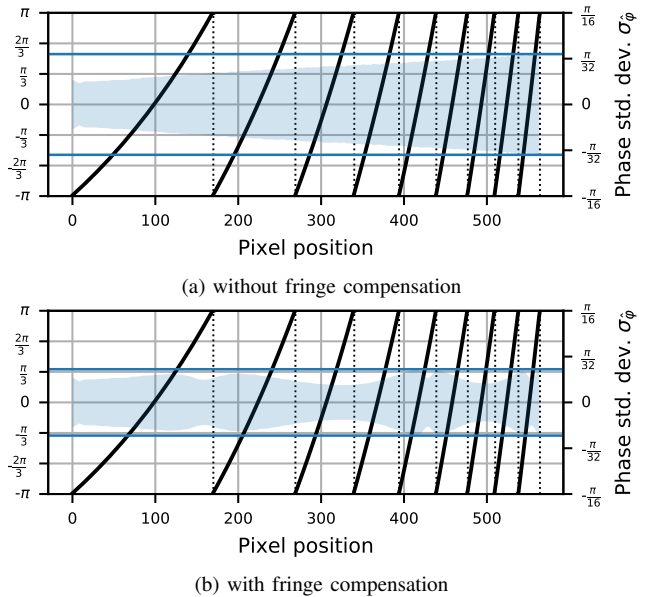 π
2π/3
π/3
0
-π/3
-2π/3
-π
π/16
π/32
0
-π/32
-π/16
Phase std. dev. σ_φ̂
0 100 200 300 400 500
Pixel position
(a) without fringe compensation
π
2π/3
π/3
0
-π/3
-2π/3
-π
π/16
π/32
0
-π/32
-π/16
Phase std. dev. σ_φ̂
0 100 200 300 400 500
Pixel position
(b) with fringe compensation